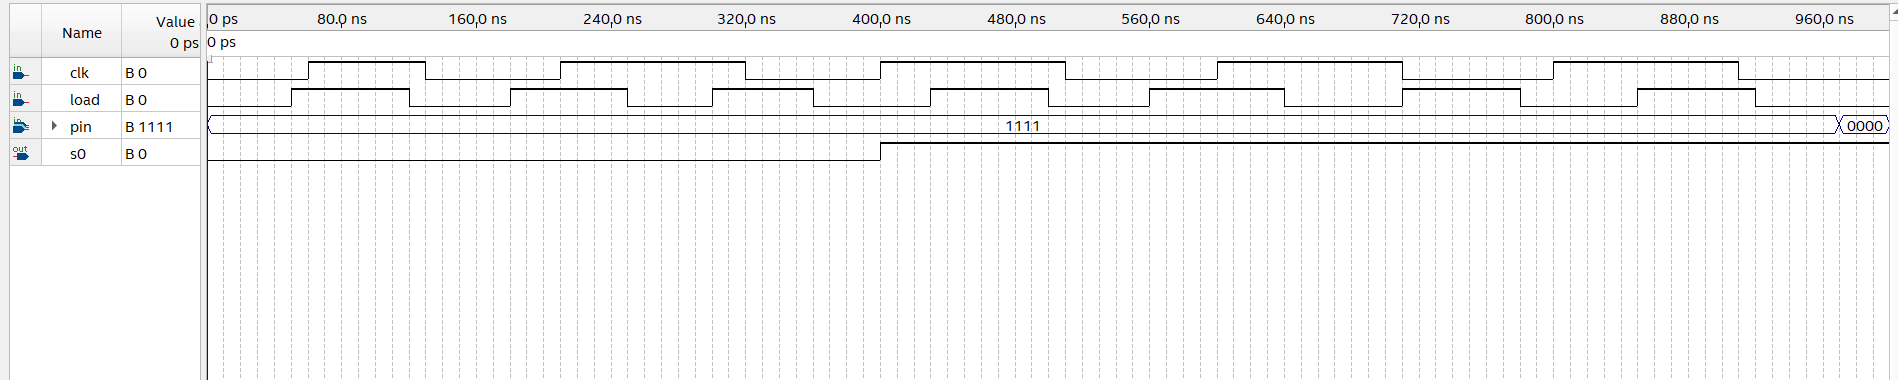 Name
Value
0 ps
0 ps 80.0 ns 160.0 ns 240.0 ns 320.0 ns 400.0 ns 480.0 ns 560.0 ns 640.0 ns 720.0 ns 800.0 ns 880.0 ns 960.0 ns
0 ps
in clk B 0
in load B 0
in pin B 1111 1111 0000
out s0 B 0